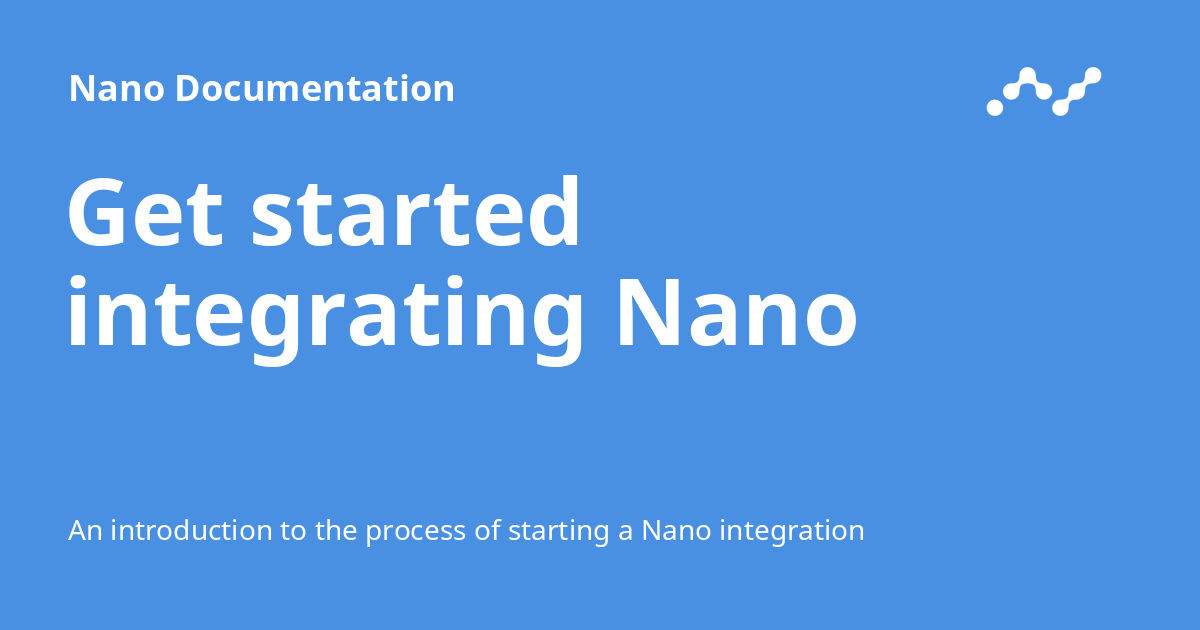 Nano Documentation
Get started
integrating Nano
An introduction to the process of starting a Nano integration